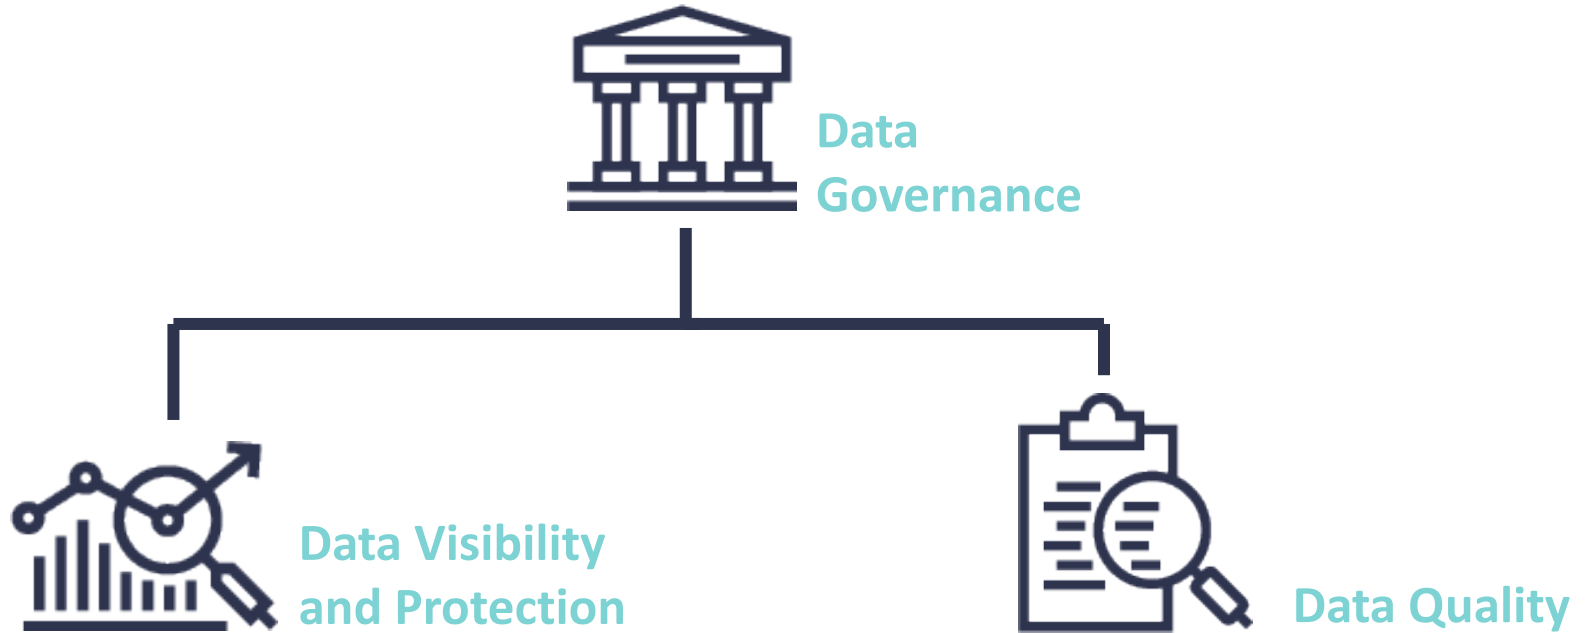 Data
Governance
Data Visibility
and Protection
Data Quality